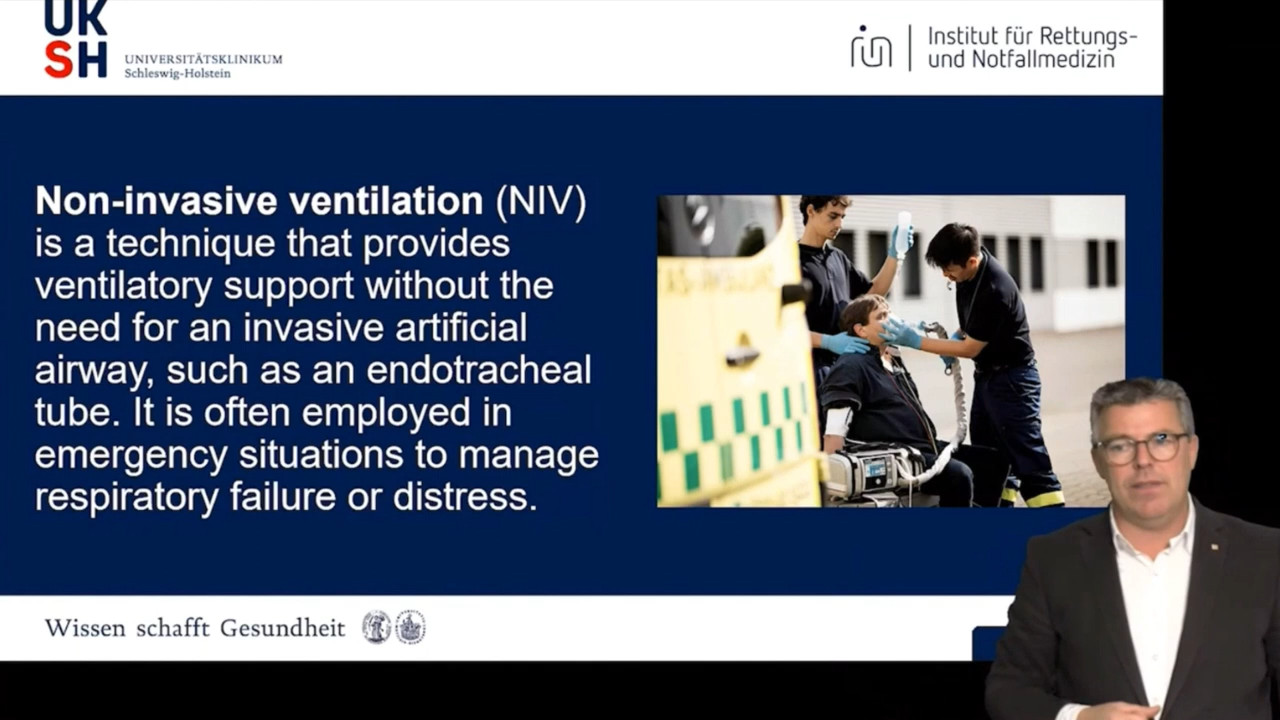 UK
SH
UNIVERSITÄTSKLINIKUM
Schleswig-Holstein
Institut für Rettungs-
und Notfallmedizin
Non-invasive ventilation (NIV)
is a technique that provides
ventilatory support without the
need for an invasive artificial
airway, such as an endotracheal
tube. It is often employed in
emergency situations to manage
respiratory failure or distress.
Wissen schafft Gesundheit